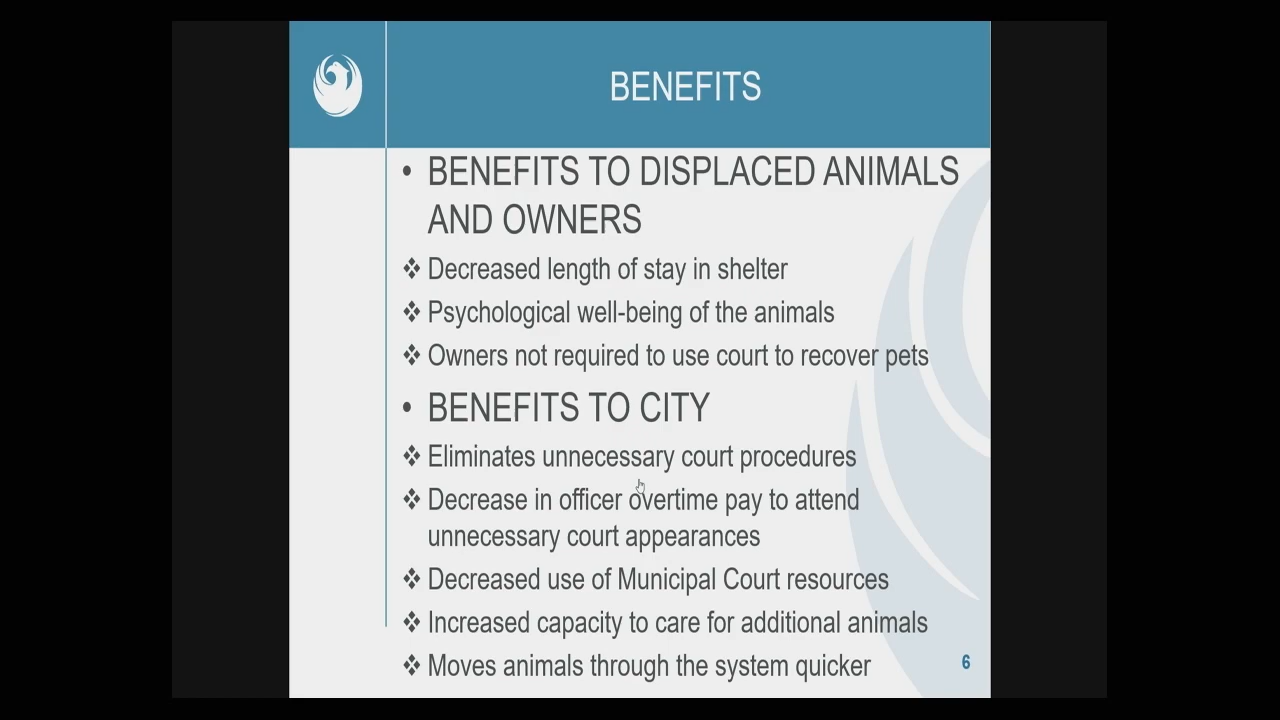 BENEFITS
• BENEFITS TO DISPLACED ANIMALS
AND OWNERS
❖ Decreased length of stay in shelter
❖ Psychological well-being of the animals
❖ Owners not required to use court to recover pets
• BENEFITS TO CITY
❖ Eliminates unnecessary court procedures
❖ Decrease in officer overtime pay to attend
unnecessary court appearances
❖ Decreased use of Municipal Court resources
❖ Increased capacity to care for additional animals
❖ Moves animals through the system quicker
6